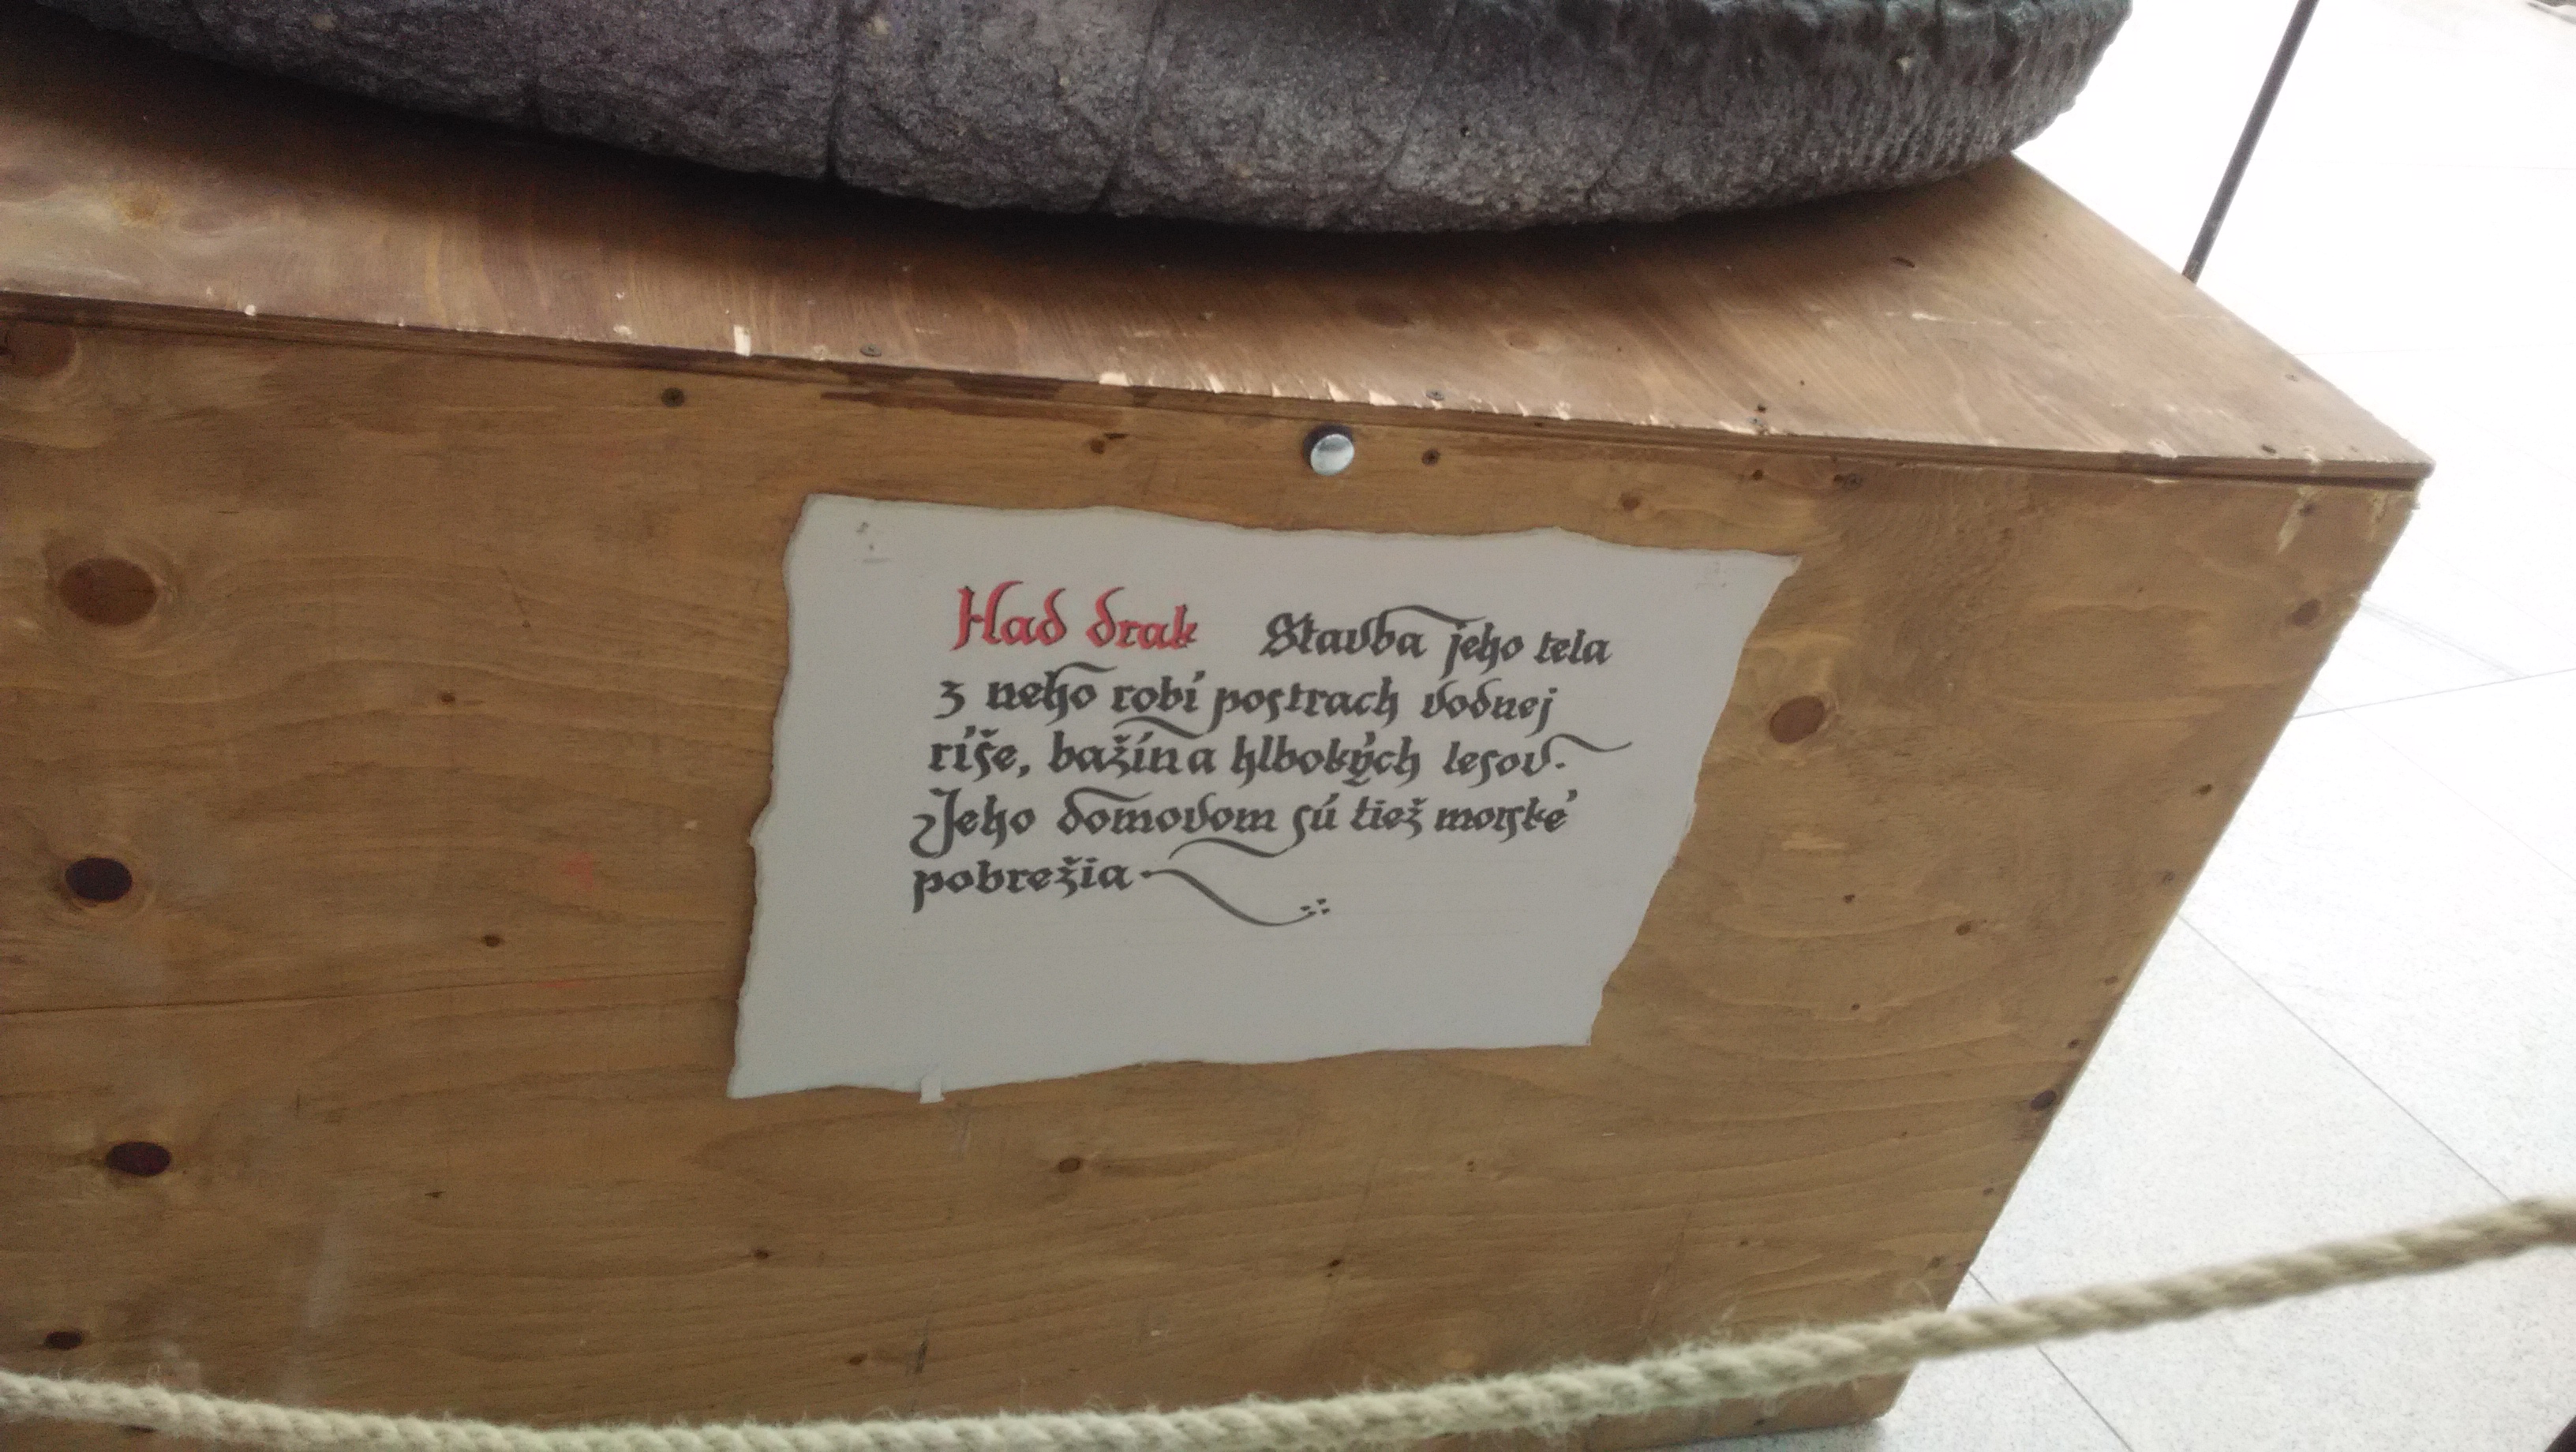 Had drak Stavba jeho tela
z neho robí postrach vodnej
ríše, bažín a hlbokých lesov.
Jeho domovom sú tiež morské
pobrežia.